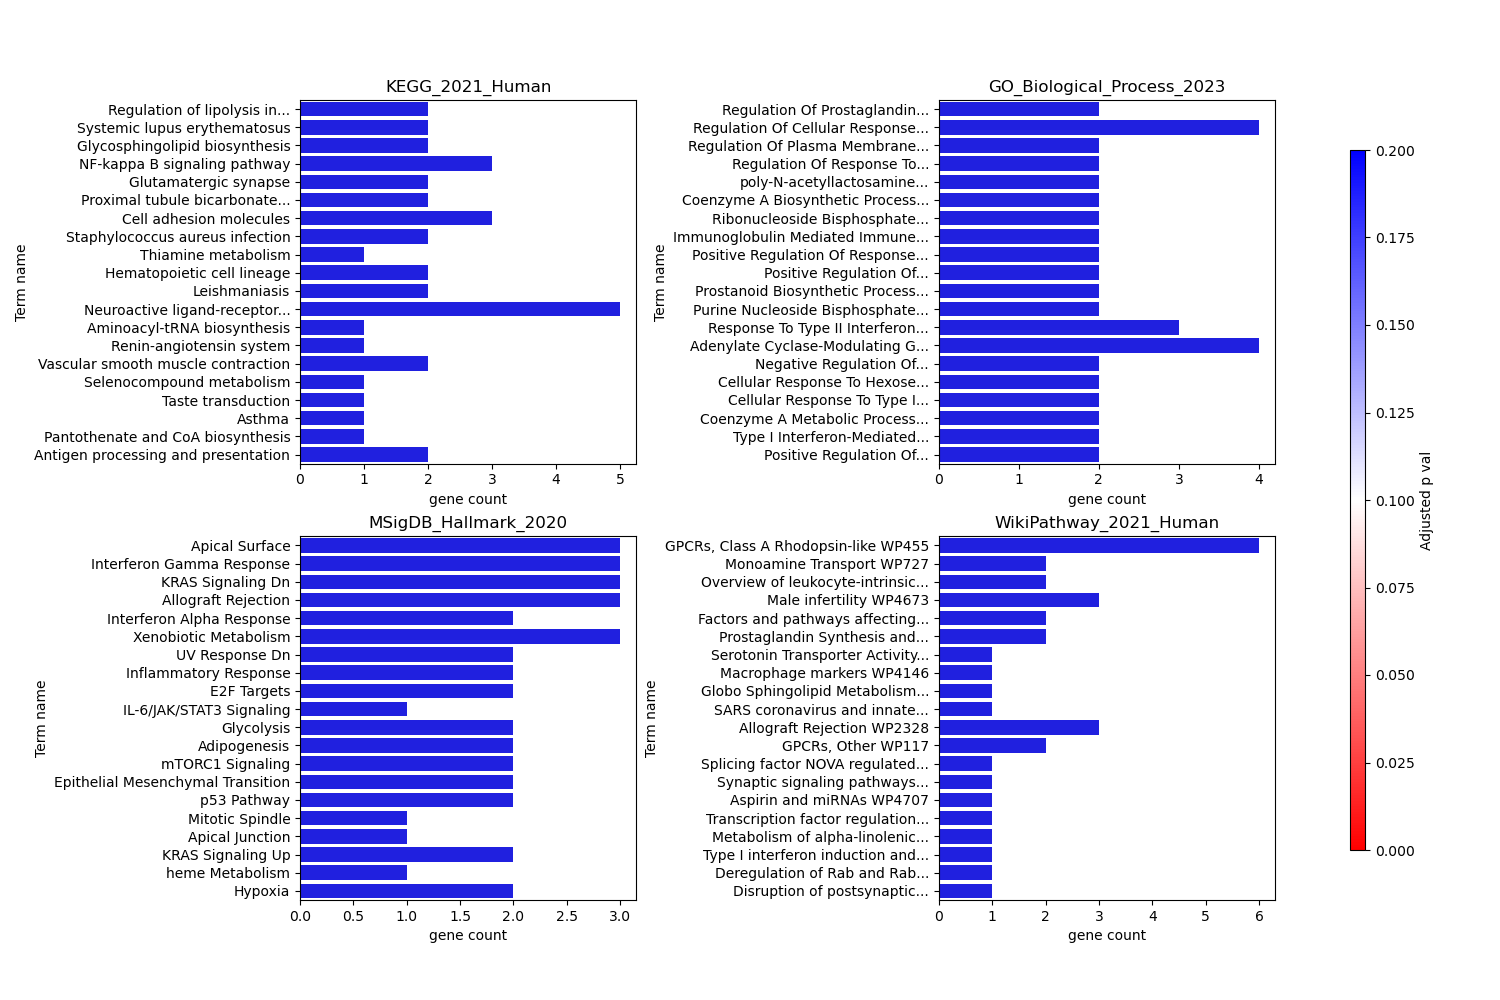 KEGG_2021_Human
Term name
Regulation of lipolysis in...
Systemic lupus erythematosus
Glycosphingolipid biosynthesis
NF-kappa B signaling pathway
Glutamatergic synapse
Proximal tubule bicarbonate...
Cell adhesion molecules
Staphylococcus aureus infection
Thiamine metabolism
Hematopoietic cell lineage
Leishmaniasis
Neuroactive ligand-receptor...
Aminoacyl-tRNA biosynthesis
Renin-angiotensin system
Vascular smooth muscle contraction
Selenocompound metabolism
Taste transduction
Asthma
Pantothenate and CoA biosynthesis
Antigen processing and presentation
0 1 2 3 4 5
gene count
GO_Biological_Process_2023
Term name
Regulation Of Prostaglandin...
Regulation Of Cellular Response...
Regulation Of Plasma Membrane...
Regulation Of Response To...
poly-N-acetyllactosamine...
Coenzyme A Biosynthetic Process...
Ribonucleoside Bisphosphate...
Immunoglobulin Mediated Immune...
Positive Regulation Of Response...
Positive Regulation Of...
Prostanoid Biosynthetic Process...
Purine Nucleoside Bisphosphate...
Response To Type II Interferon...
Adenylate Cyclase-Modulating G...
Negative Regulation Of...
Cellular Response To Hexose...
Cellular Response To Type I...
Coenzyme A Metabolic Process...
Type I Interferon-Mediated...
Positive Regulation Of...
0 1 2 3 4
gene count
MSigDB_Hallmark_2020
Term name
Apical Surface
Interferon Gamma Response
KRAS Signaling Dn
Allograft Rejection
Interferon Alpha Response
Xenobiotic Metabolism
UV Response Dn
Inflammatory Response
E2F Targets
IL-6/JAK/STAT3 Signaling
Glycolysis
Adipogenesis
mTORC1 Signaling
Epithelial Mesenchymal Transition
p53 Pathway
Mitotic Spindle
Apical Junction
KRAS Signaling Up
heme Metabolism
Hypoxia
0.0 0.5 1.0 1.5 2.0 2.5 3.0
gene count
WikiPathway_2021_Human
Term name
GPCRs, Class A Rhodopsin-like WP455
Monoamine Transport WP727
Overview of leukocyte-intrinsic...
Male infertility WP4673
Factors and pathways affecting...
Prostaglandin Synthesis and...
Serotonin Transporter Activity...
Macrophage markers WP4146
Globo Sphingolipid Metabolism...
SARS coronavirus and innate...
Allograft Rejection WP2328
GPCRs, Other WP117
Splicing factor NOVA regulated...
Synaptic signaling pathways...
Aspirin and miRNAs WP4707
Transcription factor regulation...
Metabolism of alpha-linolenic...
Type I interferon induction and...
Deregulation of Rab and Rab...
Disruption of postsynaptic...
0 1 2 3 4 5 6
gene count
0.200
0.175
0.150
0.125
0.100
0.075
0.050
0.025
0.000
Adjusted p val